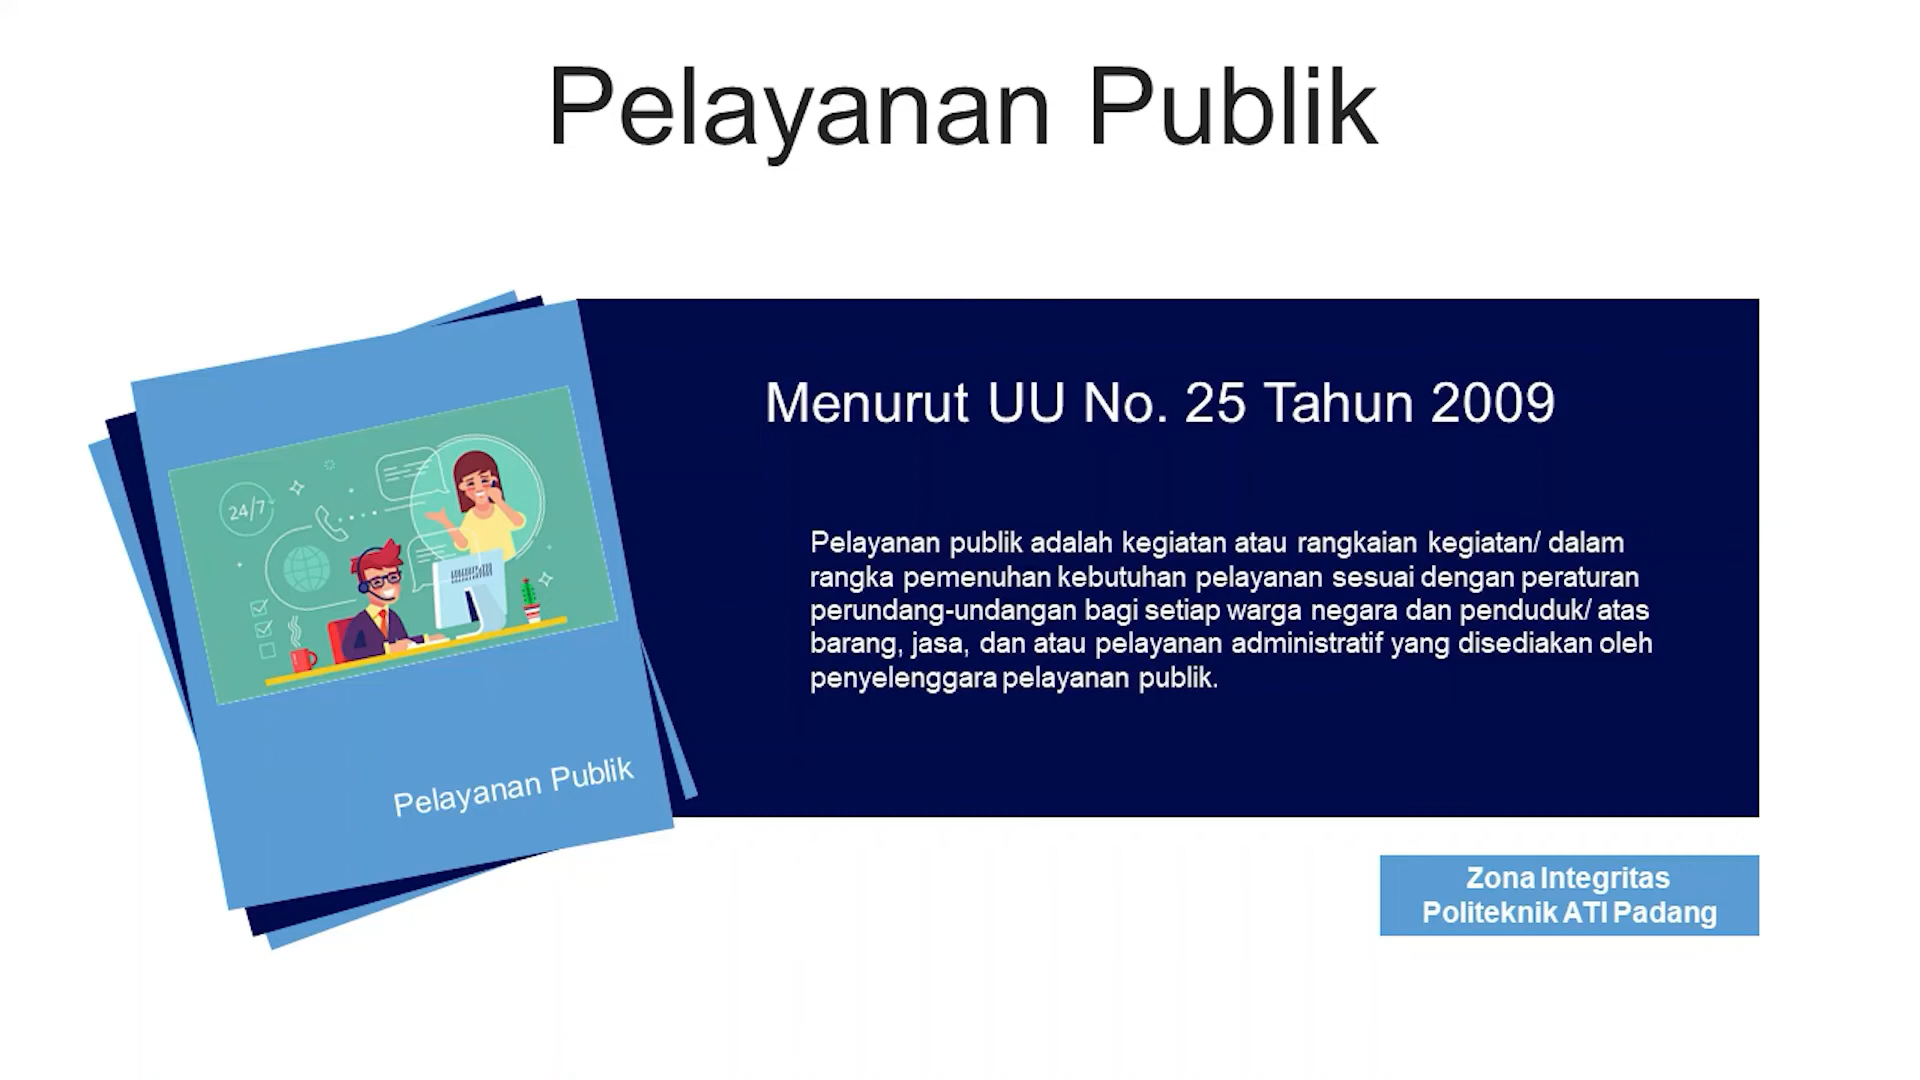 Pelayanan Publik
Menurut UU No. 25 Tahun 2009
Pelayanan publik adalah kegiatan atau rangkaian kegiatan/ dalam
rangka pemenuhan kebutuhan pelayanan sesuai dengan peraturan
perundang-undangan bagi setiap warga negara dan penduduk/ atas
barang, jasa, dan atau pelayanan administratif yang disediakan oleh
penyelenggara pelayanan publik.
24/7
Pelayanan Publik
Zona Integritas
Politeknik ATI Padang